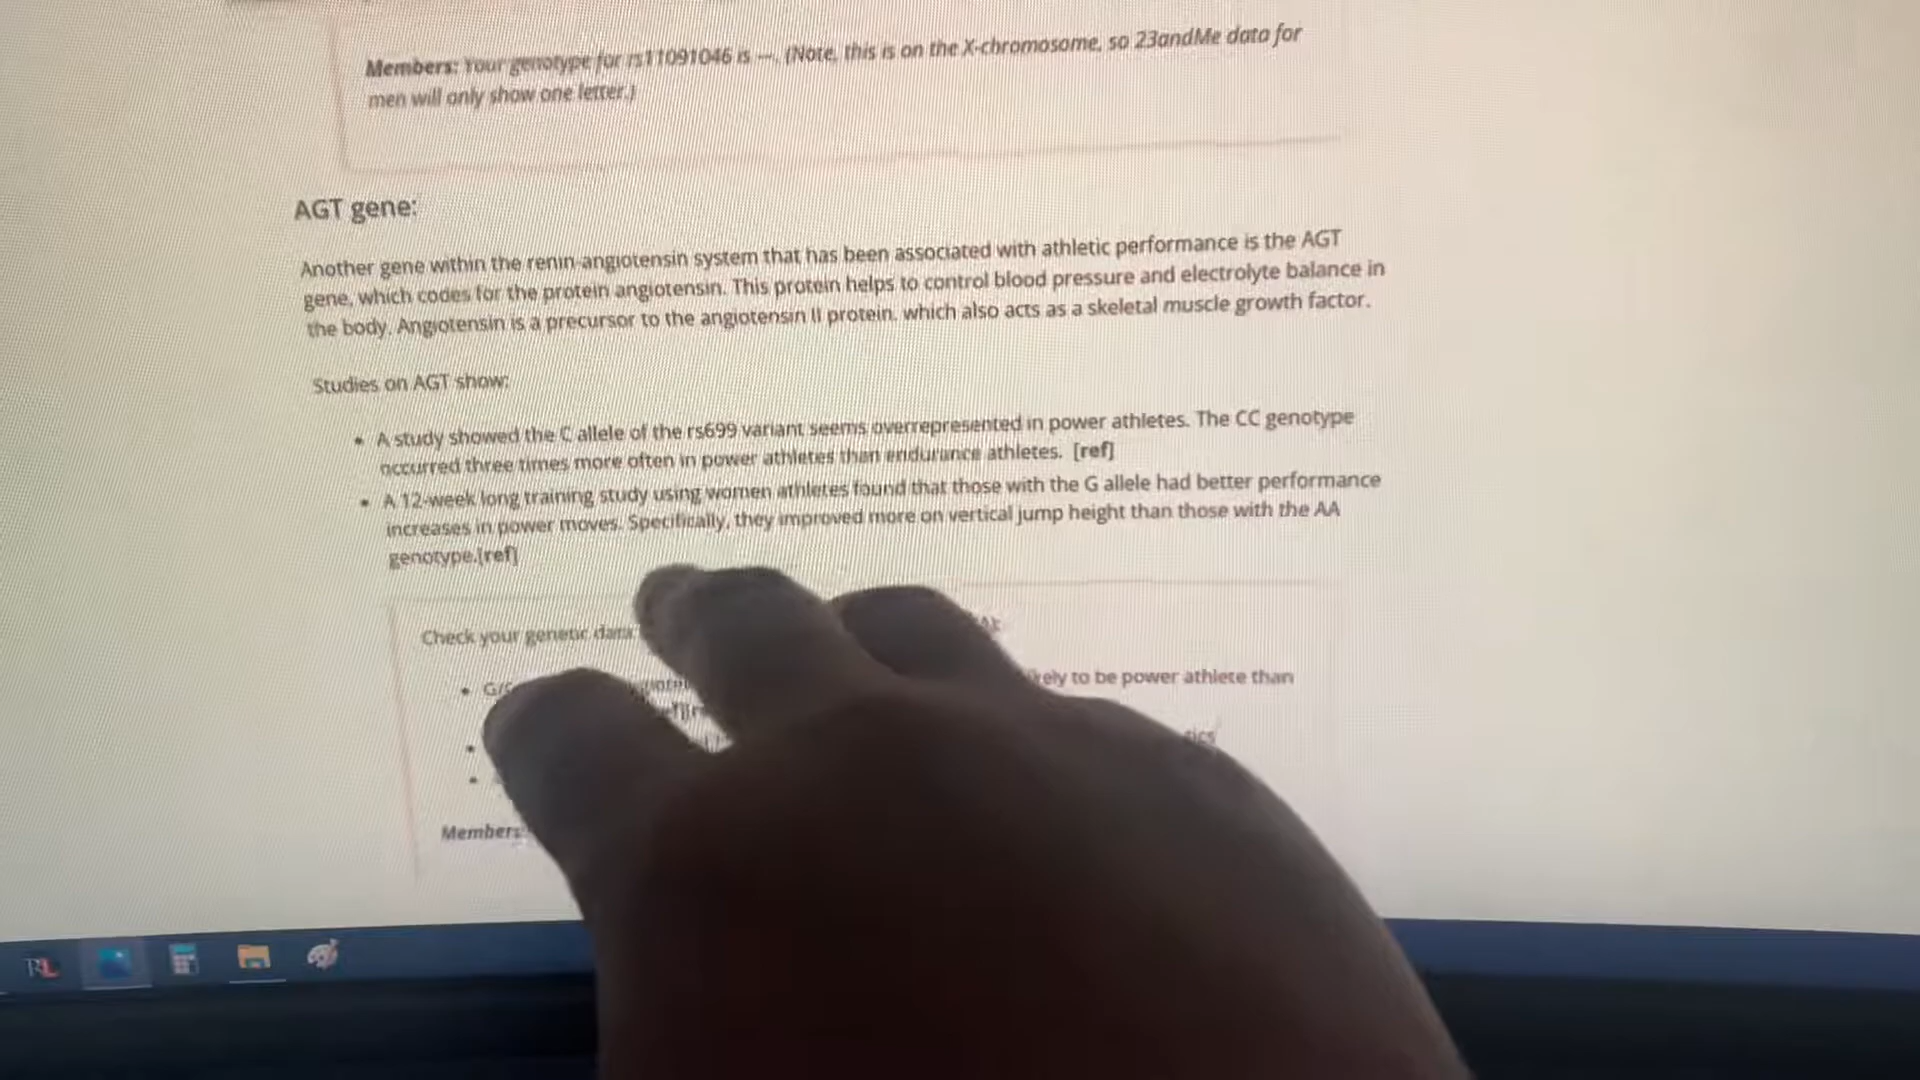 Members: Your genotype for rs11091046 is —. (Note, this is on the X-chromosome, so 23andMe data for
men will only show one letter.)
AGT gene:
Another gene within the renin-angiotensin system that has been associated with athletic performance is the AGT
gene, which codes for the protein angiotensin. This protein helps to control blood pressure and electrolyte balance in
the body. Angiotensin is a precursor to the angiotensin II protein, which also acts as a skeletal muscle growth factor.
Studies on AGT show:
• A study showed the C allele of the rs699 variant seems overrepresented in power athletes. The CC genotype
occurred three times more often in power athletes than endurance athletes. [ref]
• A 12-week long training study using women athletes found that those with the G allele had better performance
increases in power moves. Specifically, they improved more on vertical jump height than those with the AA
genotype.[ref]
Check your genetic data
to be power athlete than
Members: